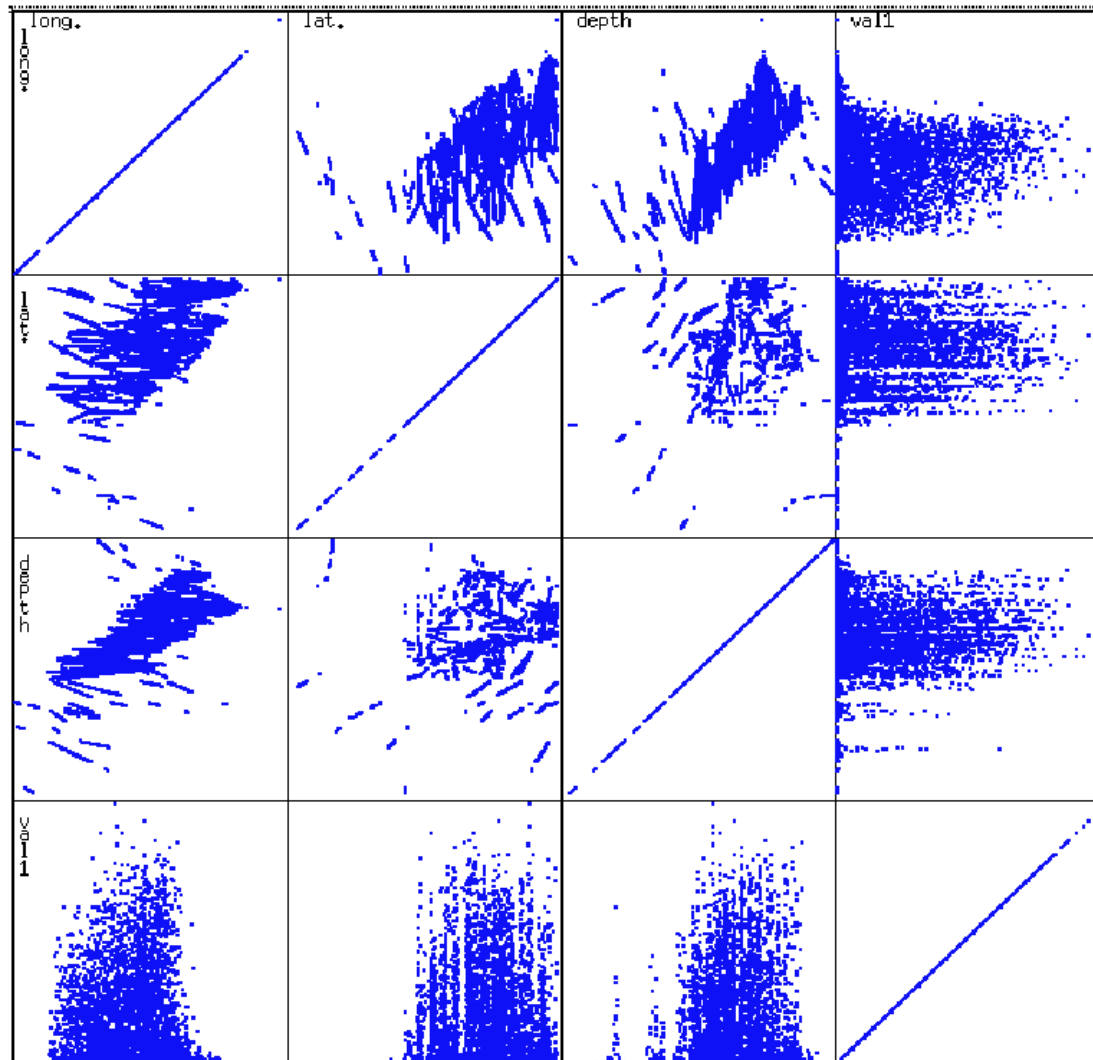 long.
lat.
depth
val1
long.
lat.
depth
val1